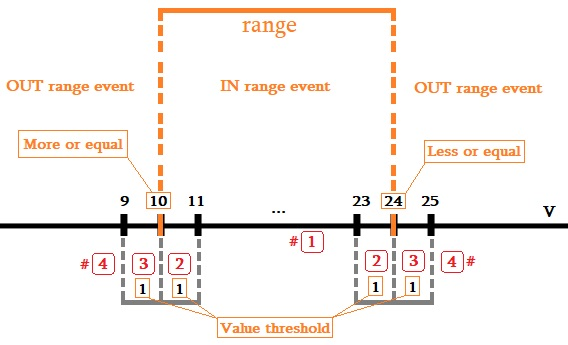 range
OUT range event
IN range event
OUT range event
More or equal
Less or equal
9 10 11 ... 23 24 25
V
# 1
# 4 3 2 2 3 4 #
1 1 1 1
Value threshold